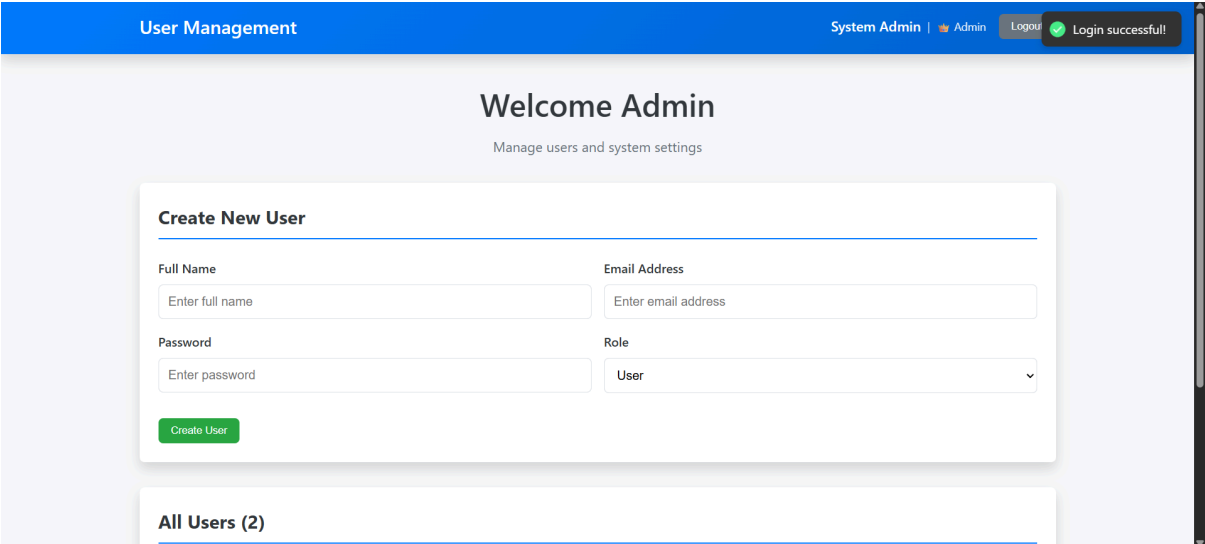 User Management
System Admin | Admin Logout
Login successful!
Welcome Admin
Manage users and system settings
Create New User
Full Name Email Address
Enter full name Enter email address
Password Role
Enter password User
Create User
All Users (2)